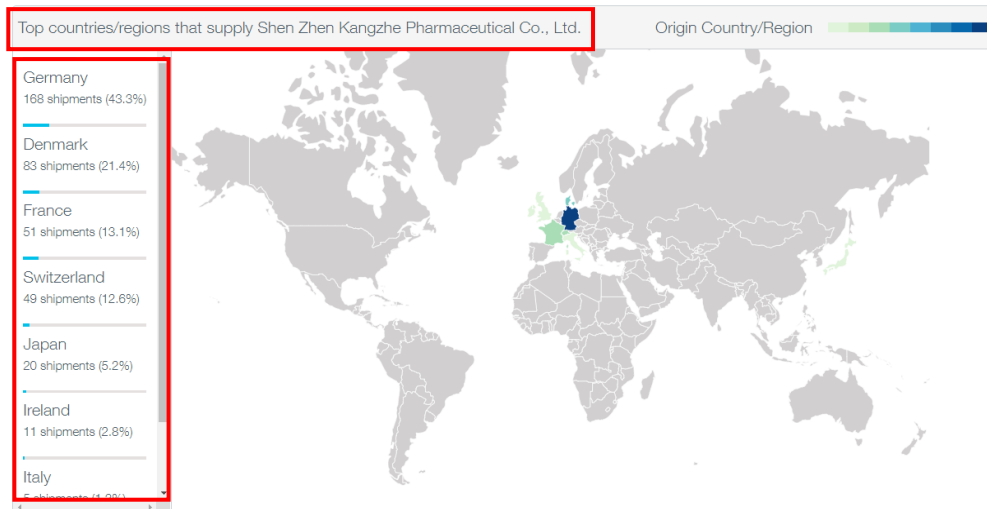 Top countries/regions that supply Shen Zhen Kangzhe Pharmaceutical Co., Ltd.
Origin Country/Region
Germany
168 shipments (43.3%)
Denmark
83 shipments (21.4%)
France
51 shipments (13.1%)
Switzerland
49 shipments (12.6%)
Japan
20 shipments (5.2%)
Ireland
11 shipments (2.8%)
Italy
5 shipments